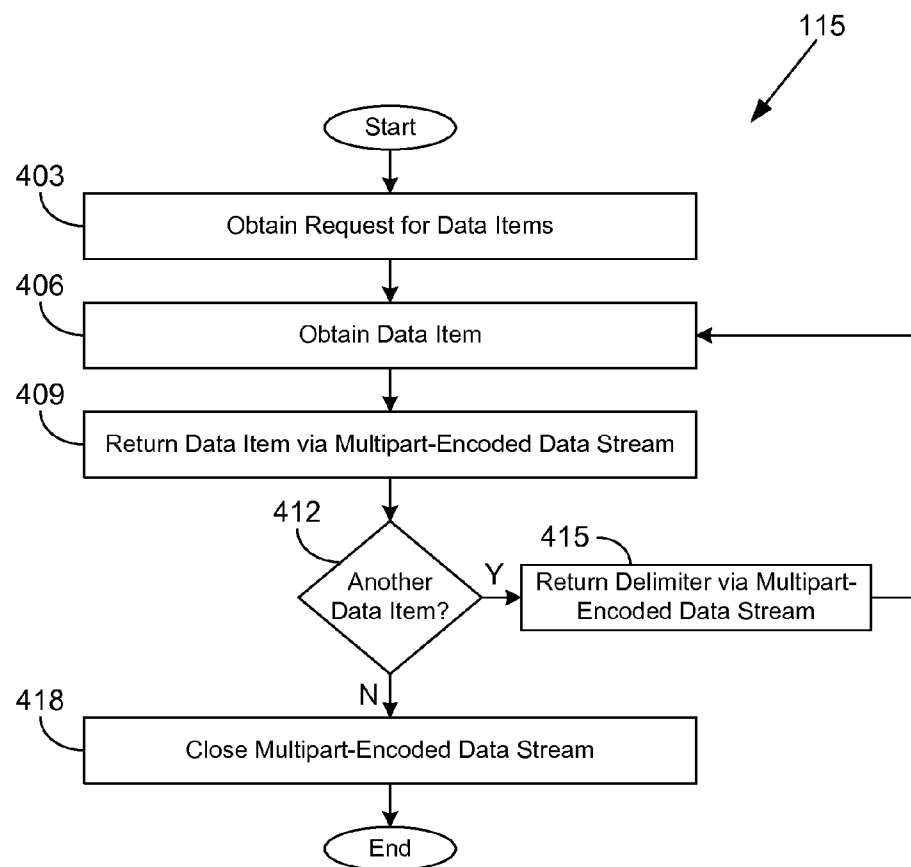 115
Start
403
Obtain Request for Data Items
406
Obtain Data Item
409
Return Data Item via Multipart-Encoded Data Stream
412
Another
Data Item?
Y
415
Return Delimiter via Multipart-
Encoded Data Stream
N
418
Close Multipart-Encoded Data Stream
End